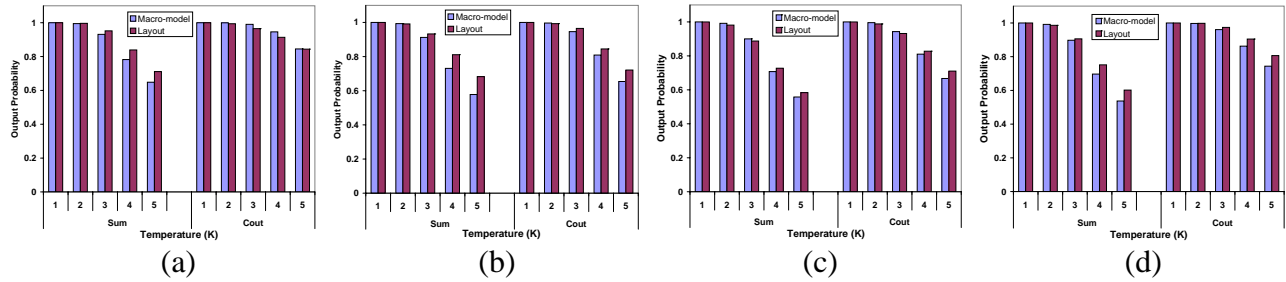 Output Probability
1
0.8
0.6
0.4
0.2
0
Macro-model
Layout
1 2 3 4 5 1 2 3 4 5
Sum Cout
Temperature (K)
(a)
Output Probability
1
0.8
0.6
0.4
0.2
0
Macro-model
Layout
1 2 3 4 5 1 2 3 4 5
Sum Cout
Temperature (K)
(b)
Output Probability
1
0.8
0.6
0.4
0.2
0
Macro-model
Layout
1 2 3 4 5 1 2 3 4 5
Sum Cout
Temperature (K)
(c)
Output Probability
1
0.8
0.6
0.4
0.2
0
Macro-model
Layout
1 2 3 4 5 1 2 3 4 5
Sum Cout
Temperature (K)
(d)